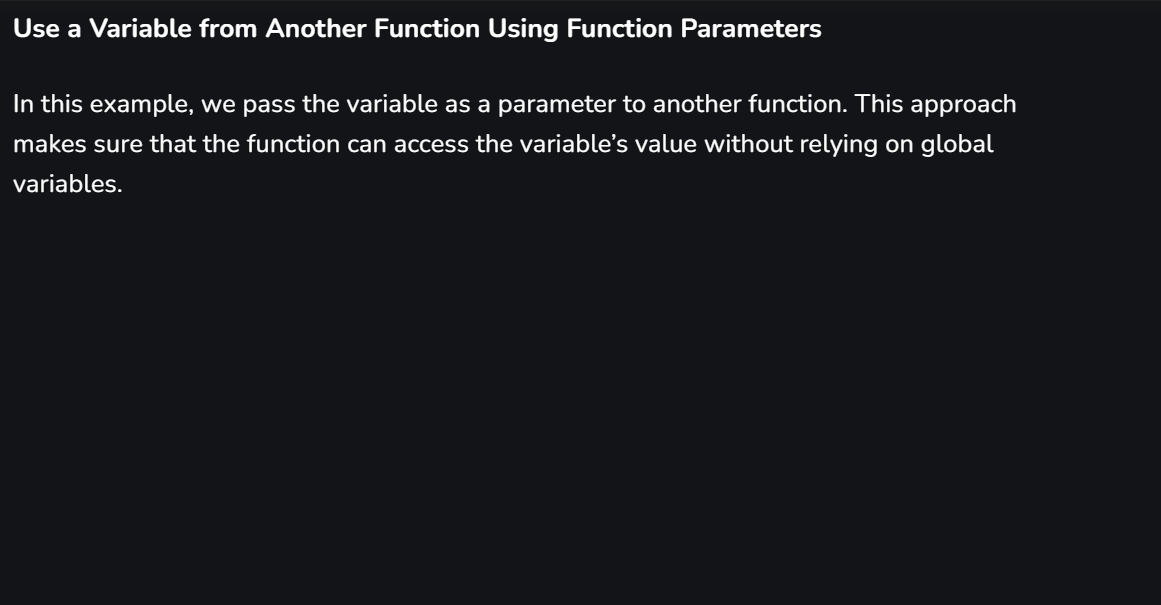 Use a Variable from Another Function Using Function Parameters
In this example, we pass the variable as a parameter to another function. This approach
makes sure that the function can access the variable’s value without relying on global
variables.